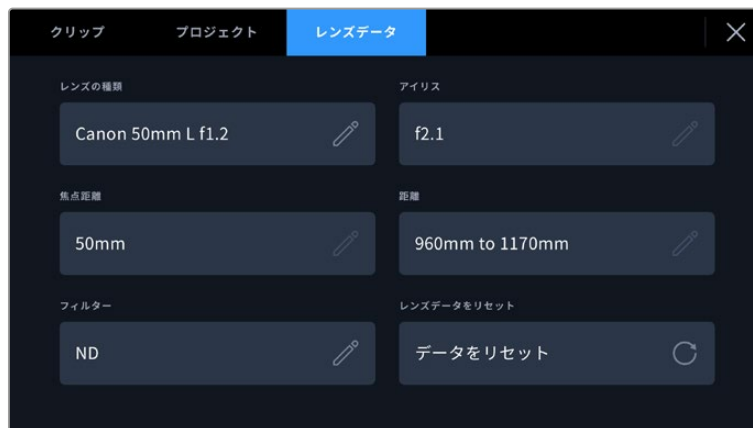 クリップ プロジェクト レンズデータ
レンズの種類 アイリス
Canon 50mm L f1.2 f2.1
焦点距離 距離
50mm 960mm to 1170mm
フィルター レンズデータをリセット
ND データをリセット